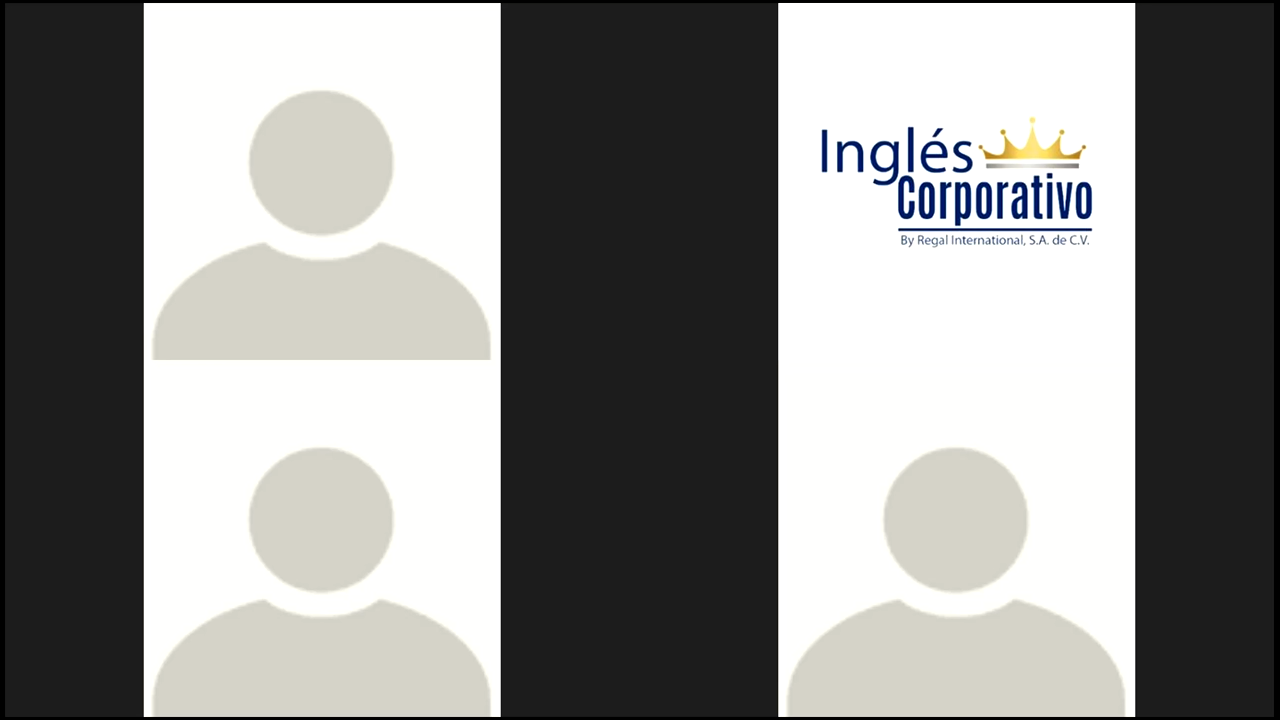 Inglés
Corporativo
By Regal International, S.A. de C.V.